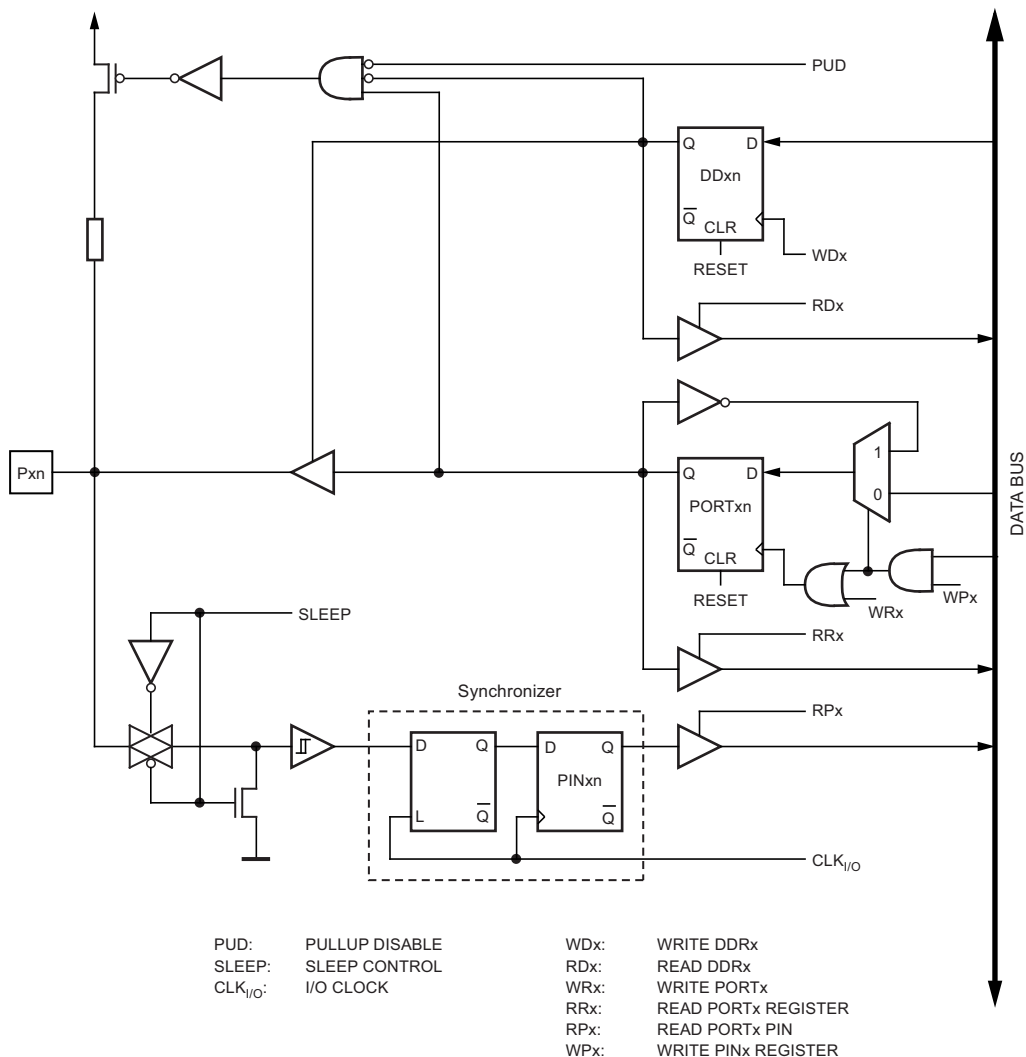 PUD
Q D
DDxn
Q
CLR
RESET
WDx
RDx
1
Pxn
Q D
0
PORTxn
Q
CLR
RESET
WRx
WPx
DATA BUS
SLEEP
RRx
Synchronizer
RPx
D Q
D Q
PINxn
L
Q
Q
CLK I/O
PUD: PULLUP DISABLE
SLEEP: SLEEP CONTROL
CLK I/O: I/O CLOCK
WDx: WRITE DDRx
RDx: READ DDRx
WRx: WRITE PORTx
RRx: READ PORTx REGISTER
RPx: READ PORTx PIN
WPx: WRITE PINx REGISTER